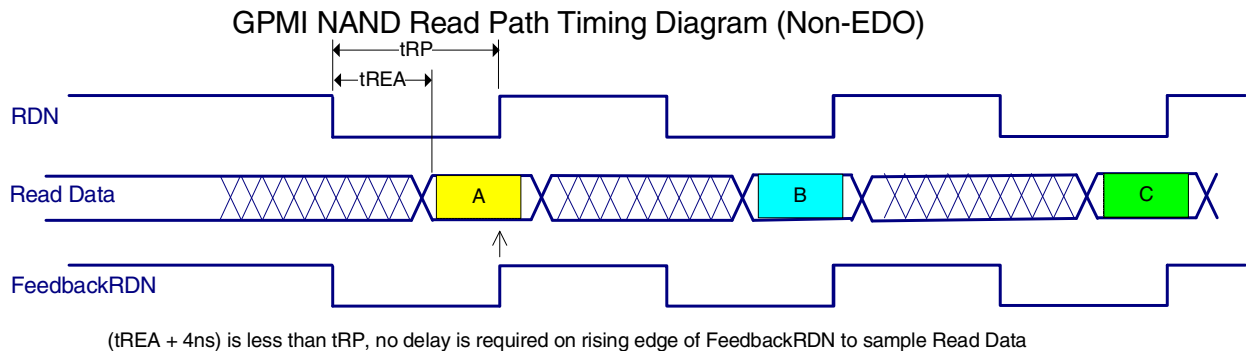 GPMI NAND Read Path Timing Diagram (Non-EDO)
tRP
tREA
RDN
Read Data
A
B
C
FeedbackRDN
(tREA + 4ns) is less than tRP, no delay is required on rising edge of FeedbackRDN to sample Read Data